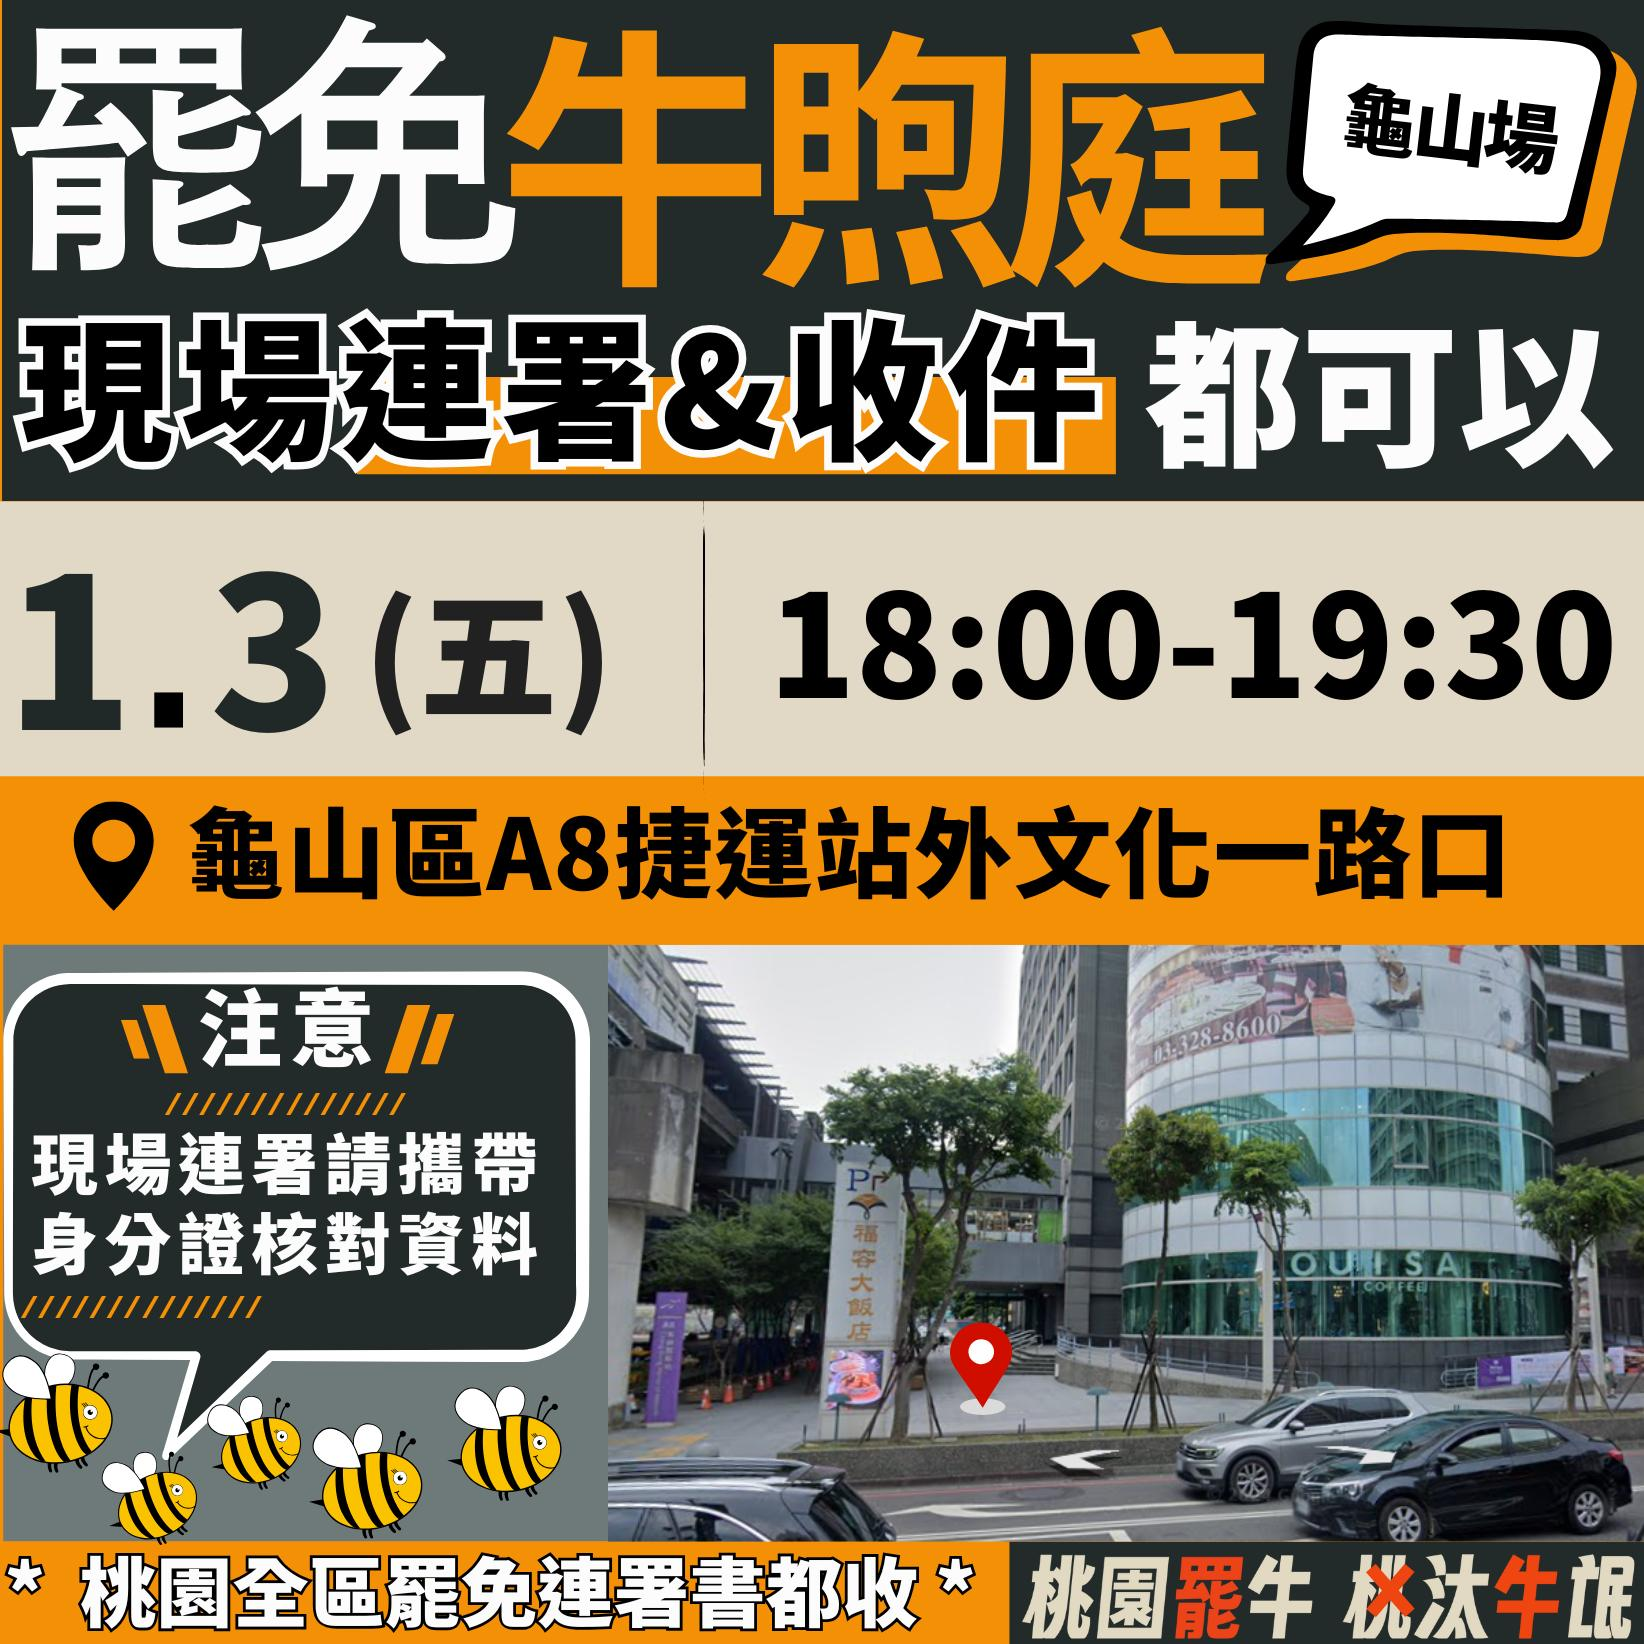 罷免牛煦庭
龜山場
現場連署&收件 都可以
1.3(五)
18:00-19:30
龜山區A8捷運站外文化一路口
注意
現場連署請攜帶
身分證核對資料
03-328-8600
福容大飯店
LOUISA
COFFEE
* 桃園全區罷免連署書都收 *
桃園罷牛 桃汰牛氓